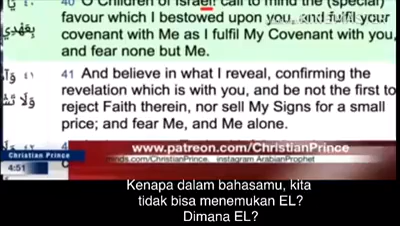 40 O Children of Israel! call to mind the (special)
favour which I bestowed upon you, and fulfil your
covenant with Me as I fulfil My Covenant with you,
and fear none but Me.
٤١
41 And believe in what I reveal, confirming the
revelation which is with you, and be not the first to
reject Faith therein, nor sell My Signs for a small
price; and fear Me, and Me alone.
www.patreon.com/ChristianPrince
Christian Prince
4:51
minds.com/ChristianPrince. instagram ArabianProphet
Kenapa dalam bahasamu, kita
tidak bisa menemukan EL?
Dimana EL?